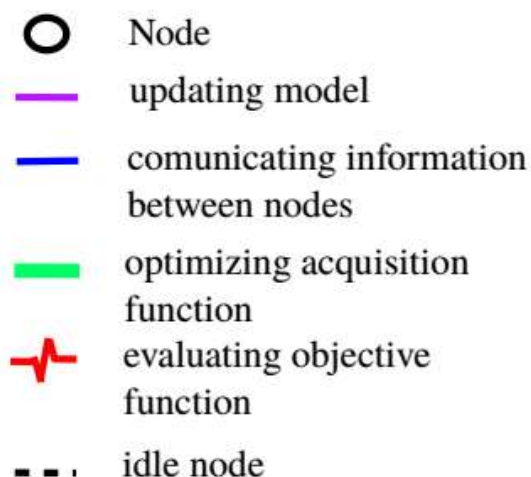 Node
updating model
comunicating information
between nodes
optimizing acquisition
function
evaluating objective
function
idle node